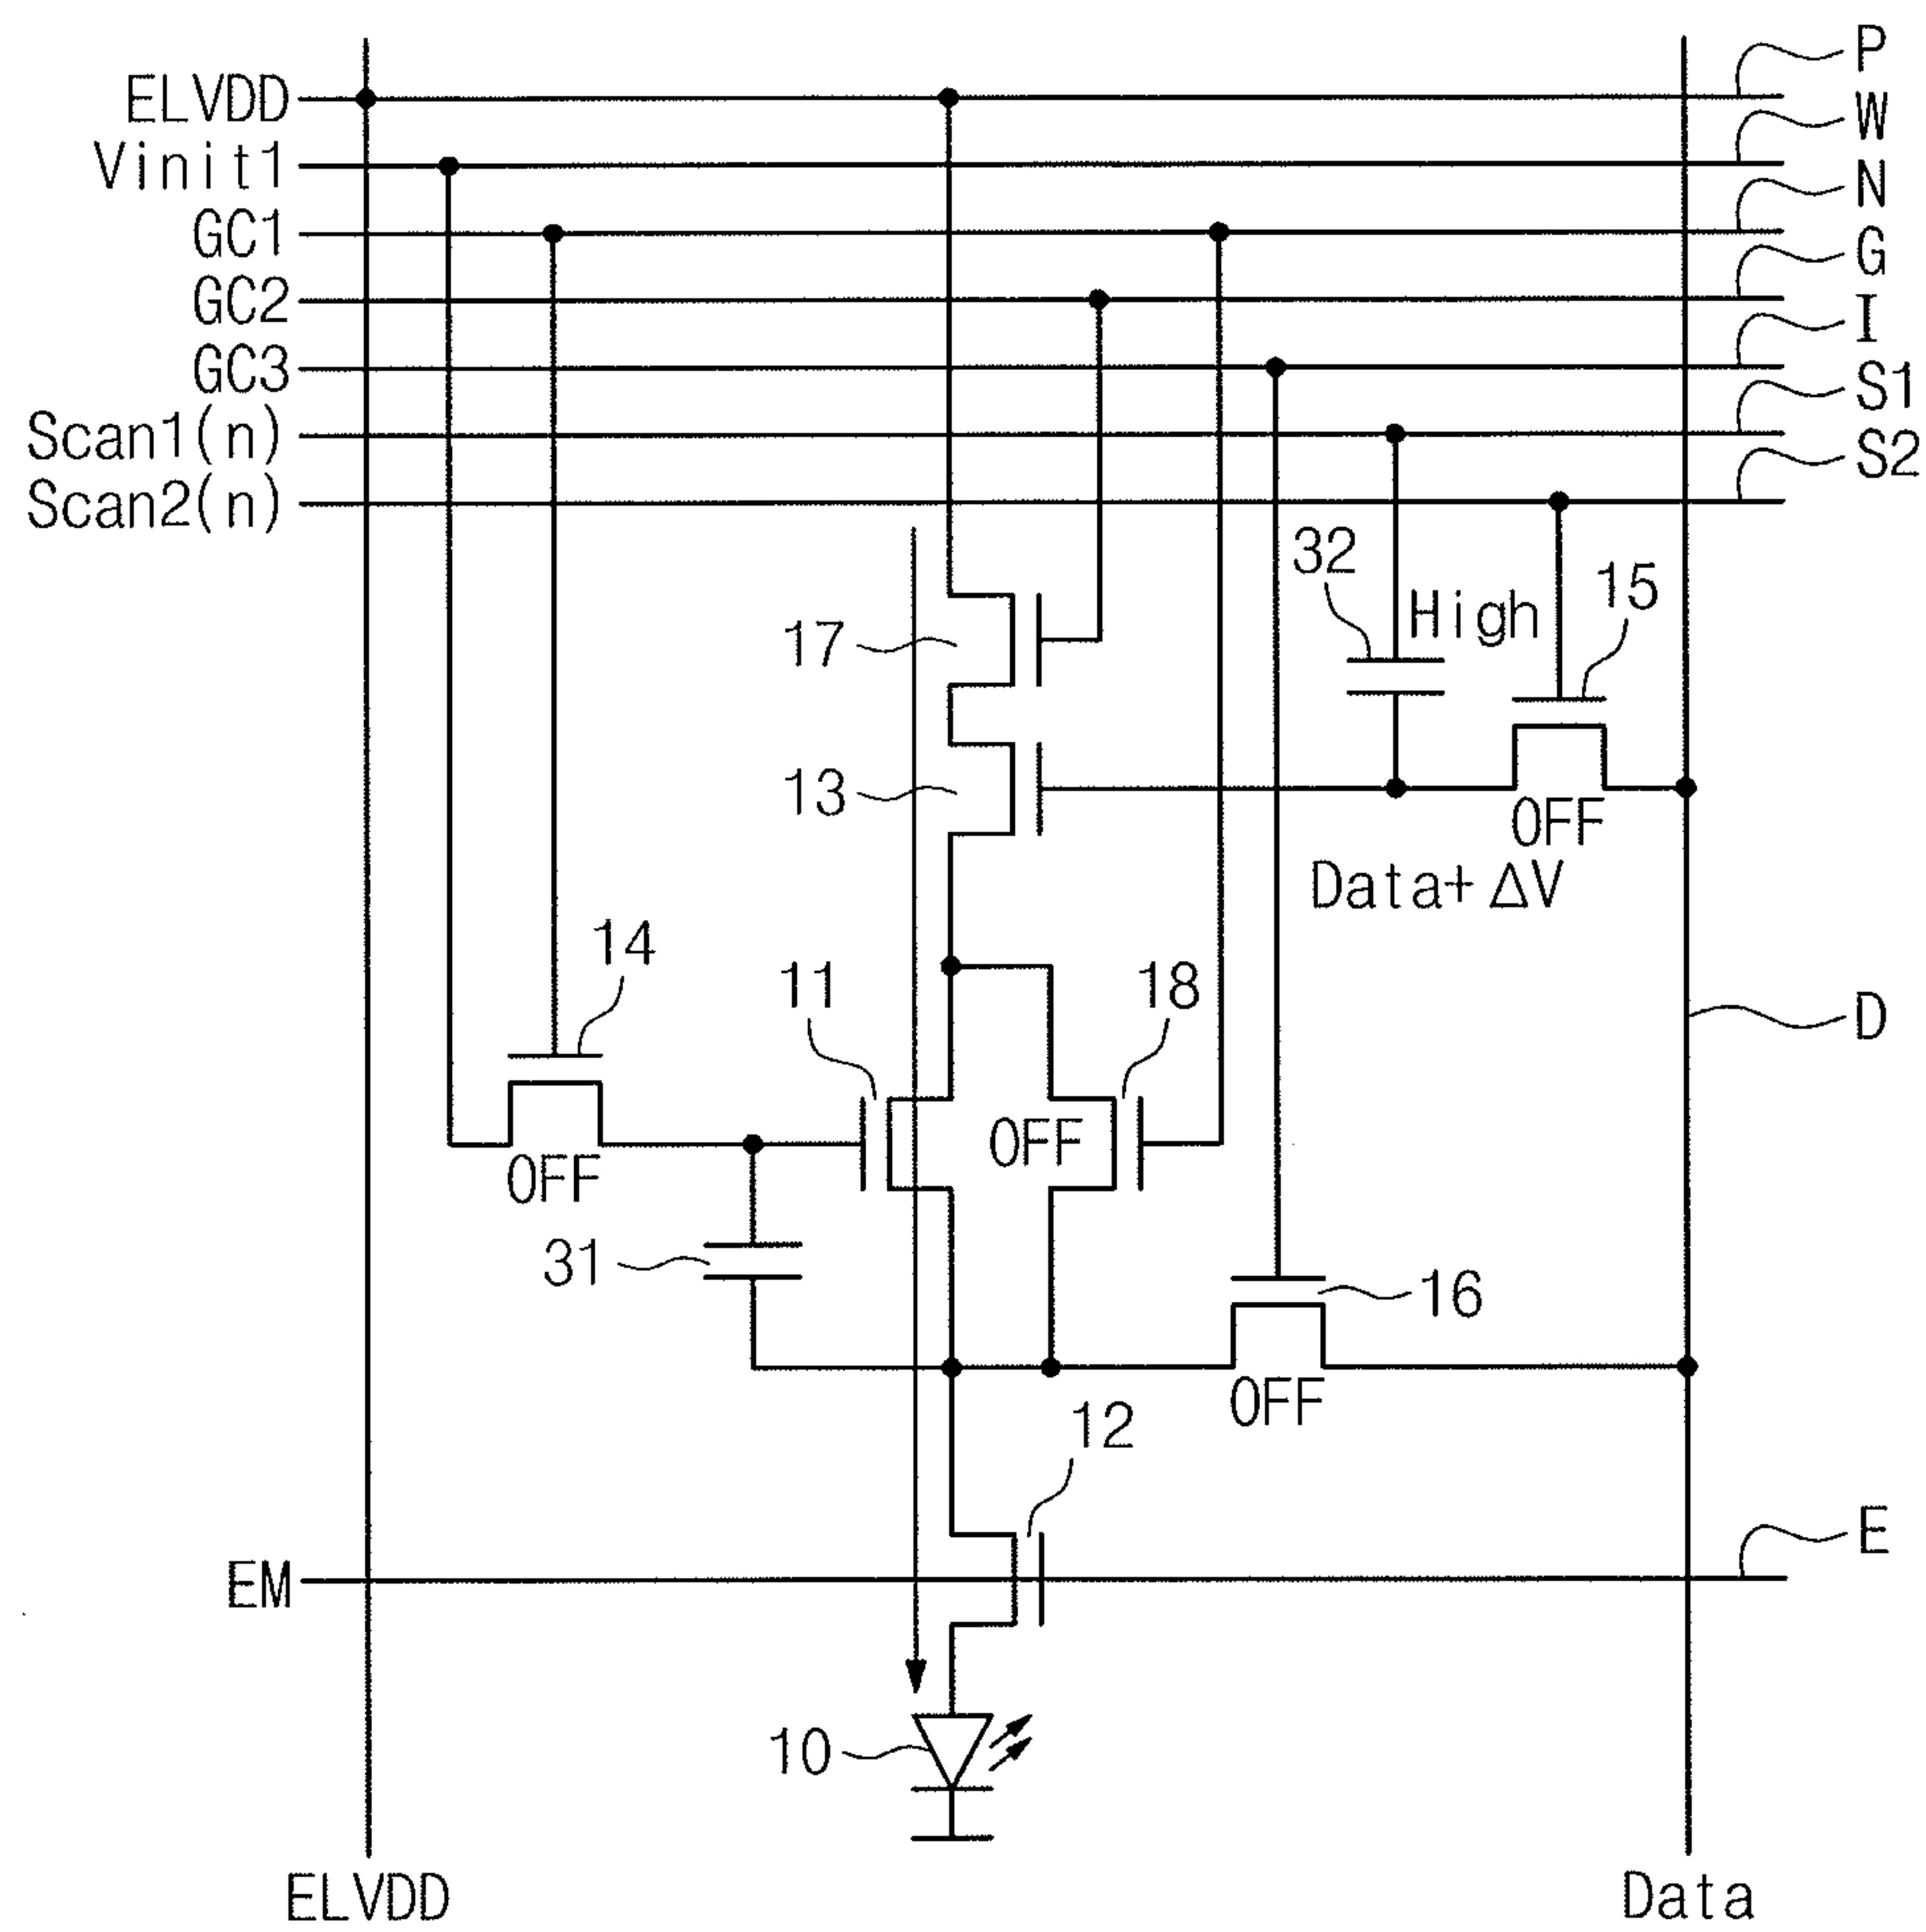 P
ELVDD
W
Vinit1
N
GC1
G
GC2
I
GC3
S1
Scan1(n)
S2
Scan2(n)
32
15
High
17
13
OFF
Data+ ΔV
14
11
18
D
OFF
OFF
31
16
OFF
12
E
EM
10
ELVDD
Data